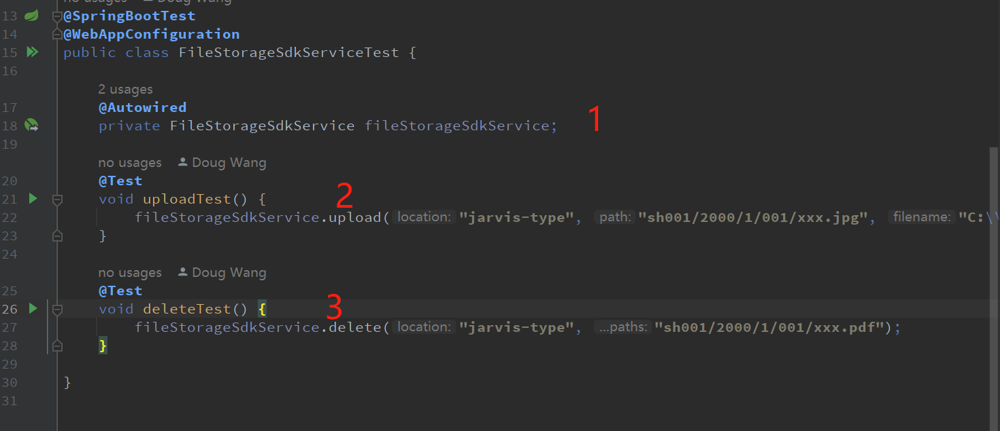 no usages Doug Wang
13 @SpringBootTest
14 @WebAppConfiguration
15 public class FileStorageSdkServiceTest {
16
2 usages
17 @Autowired
18 private FileStorageSdkService fileStorageSdkService; 1
19
no usages Doug Wang
20 @Test
21 void uploadTest() { 2
22 fileStorageSdkService.upload( location: "jarvis-type", path: "sh001/2000/1/001/xxx.jpg", filename: "C:\\
23 }
24
no usages Doug Wang
25 @Test
26 void deleteTest() { 3
27 fileStorageSdkService.delete( location: "jarvis-type", ...paths: "sh001/2000/1/001/xxx.pdf");
28 }
29
30 }
31